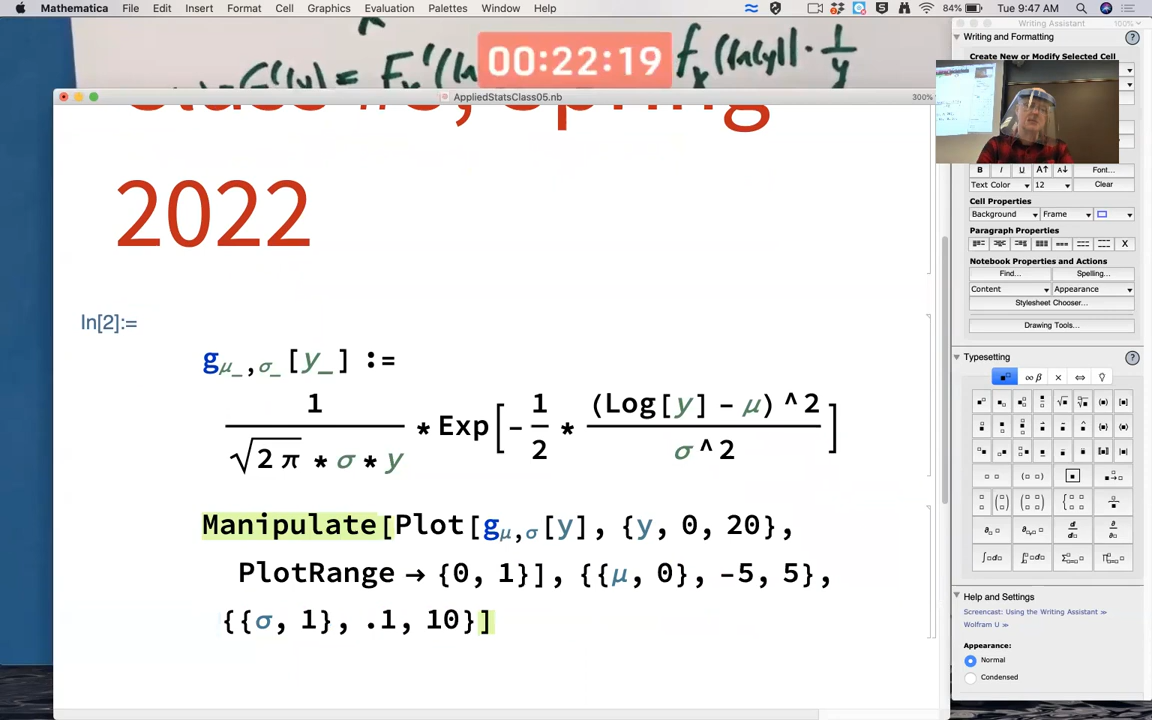 Mathematica File Edit Insert Format Cell Graphics Evaluation Palettes Window Help 84% Tue 9:47 AM
Writing Assistant 100%
00:22:19
AppliedStatsClass05.nb 300%
Writing and Formatting
Create New or Modify Selected Cell
B I U A↑ A↓ Font...
Text Color 12 Clear
Cell Properties
Background Frame
Paragraph Properties
Notebook Properties and Actions
Find... Spelling...
Content Appearance
Stylesheet Chooser...
Drawing Tools...
Typesetting
Help and Settings
Screencast: Using the Writing Assistant >>
Wolfram U >>
Appearance:
Normal
Condensed
2022
In[2]:=
g μ_,σ_ [y_] :=
1/(√2 π * σ * y) * Exp[-1/2 * (Log[y] - μ)^2/σ^2]
Manipulate[Plot[g μ,σ [y], {y, 0, 20},
PlotRange → {0, 1}], {{μ, 0}, -5, 5},
{{σ, 1}, .1, 10}]